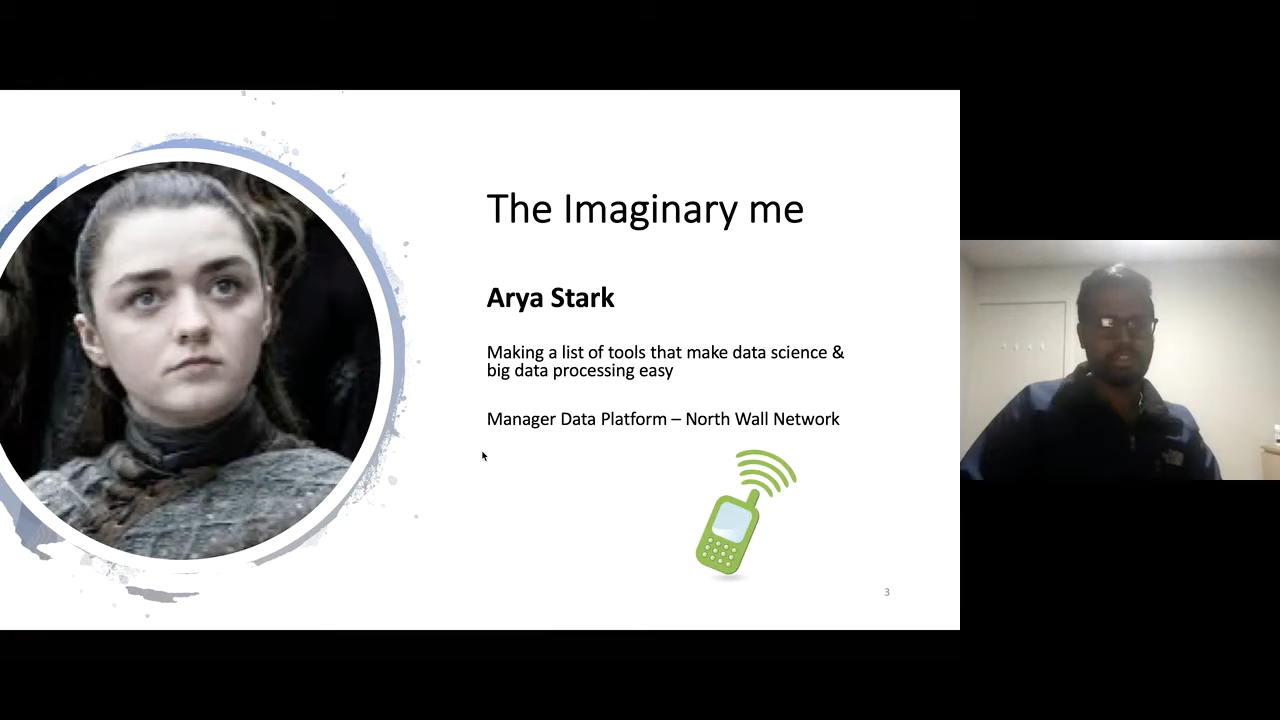 The Imaginary me
Arya Stark
Making a list of tools that make data science &
big data processing easy
Manager Data Platform – North Wall Network
3